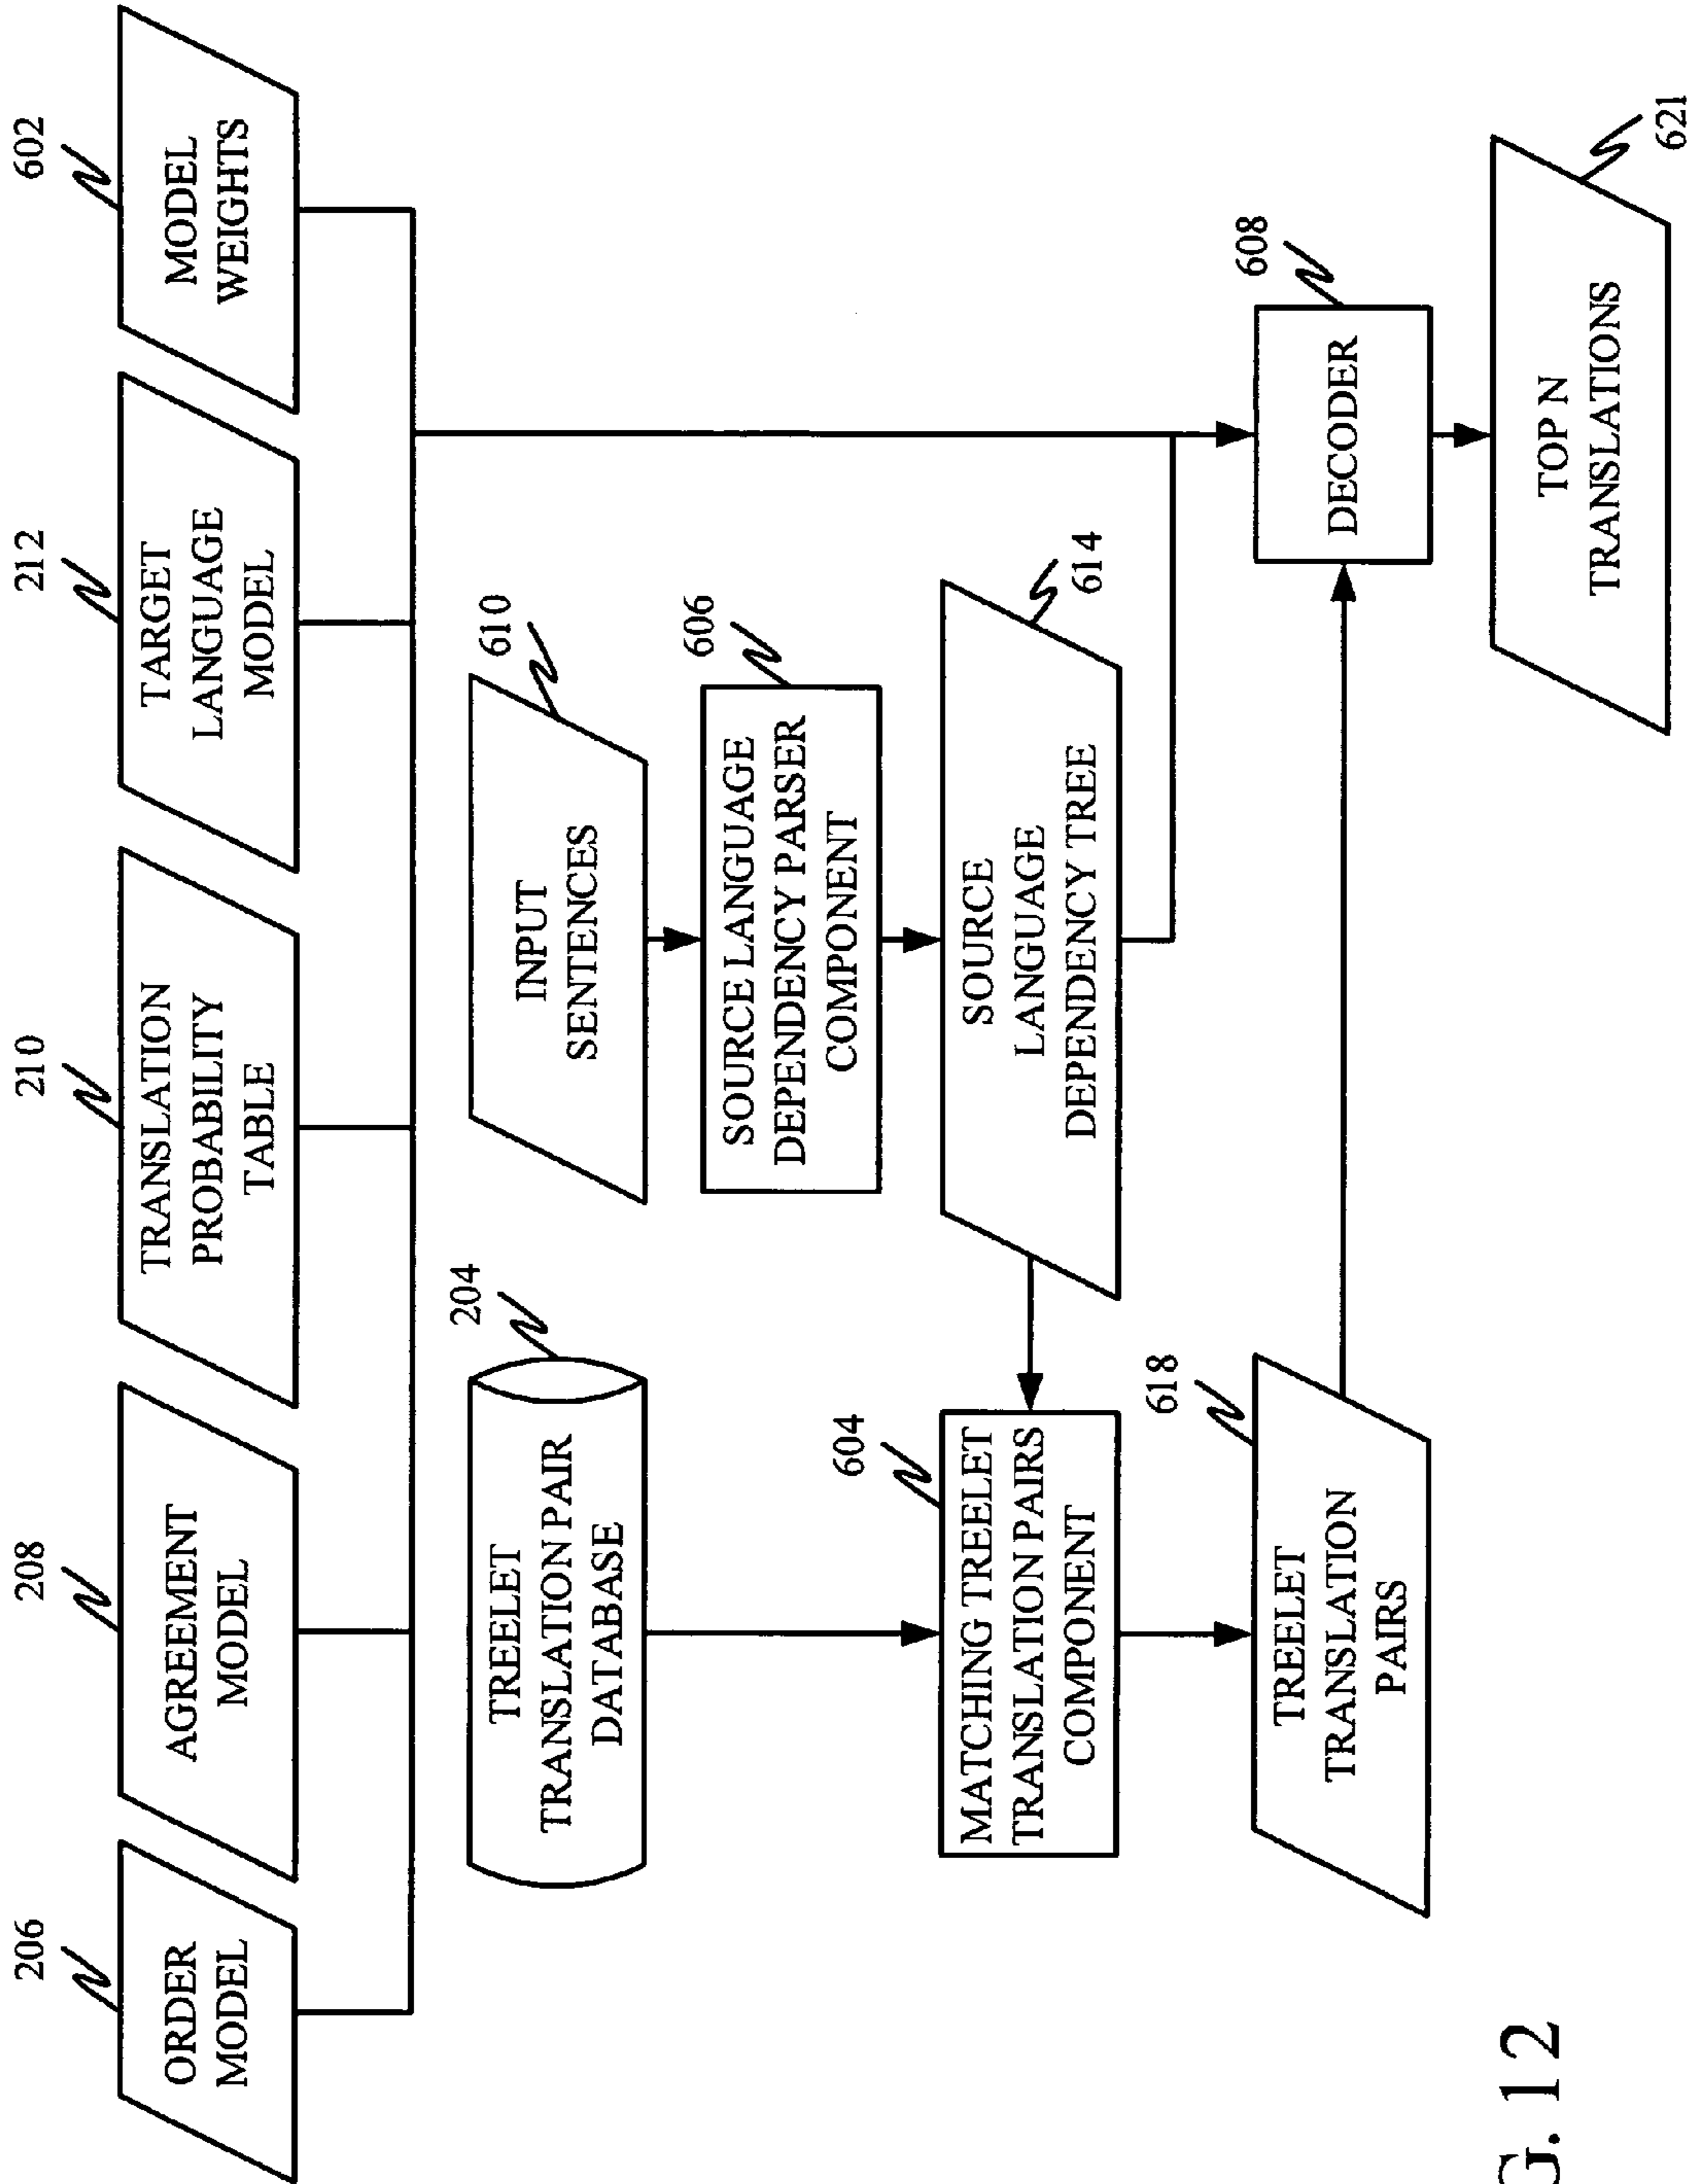 206
ORDER
MODEL
208
AGREEMENT
MODEL
210
TRANSLATION
PROBABILITY
TABLE
212
TARGET
LANGUAGE
MODEL
602
MODEL
WEIGHTS
204
TREELET
TRANSLATION PAIR
DATABASE
610
INPUT
SENTENCES
606
SOURCE LANGUAGE
DEPENDENCY PARSER
COMPONENT
604
MATCHING TREELET
TRANSLATION PAIRS
COMPONENT
SOURCE
LANGUAGE
DEPENDENCY TREE
614
618
TREELET
TRANSLATION
PAIRS
608
DECODER
TOP N
TRANSLATIONS
621
G. 12